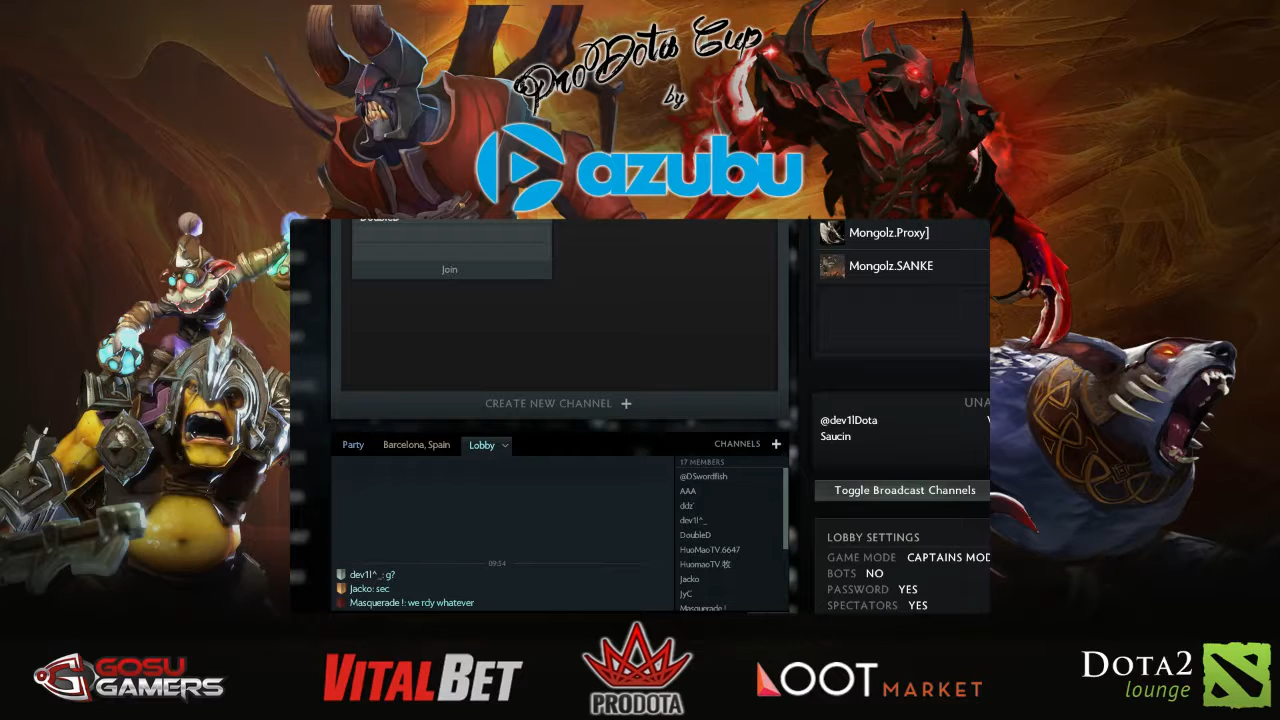 ProDota Cup
by
azubu
DoubleD
Join
CREATE NEW CHANNEL +
Party Barcelona, Spain Lobby
CHANNELS +
17 MEMBERS
@DSwordfish
AAA
ddz'
dev1l^_
DoubleD
HuoMaoTV.6647
HuomaoTV.牧
Jacko
JyC
Masquerade !
09:54
dev1l^_: g?
Jacko: sec
Masquerade !: we rdy whatever
Mongolz.Proxy]
Mongolz.SANKE
UNA
@dev1lDota
Saucin
Toggle Broadcast Channels
LOBBY SETTINGS
GAME MODE CAPTAINS MOD
BOTS NO
PASSWORD YES
SPECTATORS YES
GOSU
GAMERS
VITALBET
PRODOTA
LOOT MARKET
DOTA2
lounge